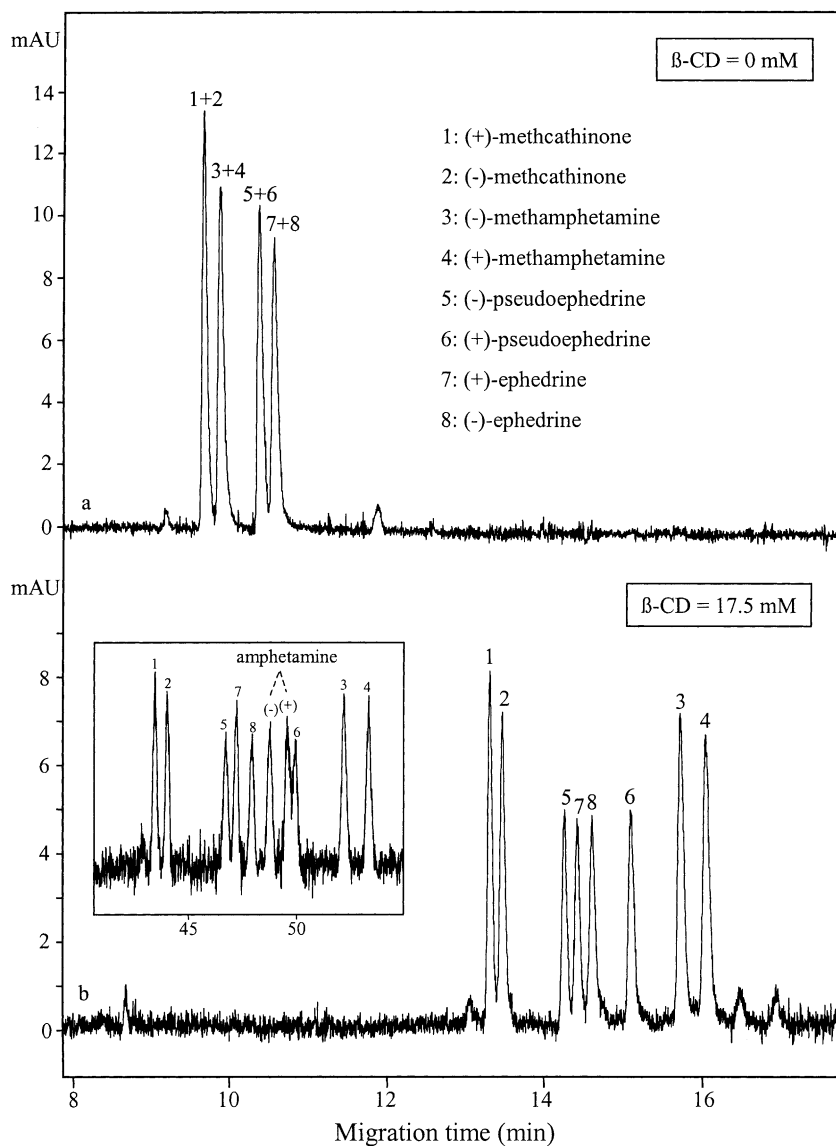 mAU
ß-CD = 0 mM
14
12
10
8
6
4
2
0
1+2
3+4
5+6
7+8
1: (+)-methcathinone
2: (-)-methcathinone
3: (-)-methamphetamine
4: (+)-methamphetamine
5: (-)-pseudoephedrine
6: (+)-pseudoephedrine
7: (+)-ephedrine
8: (-)-ephedrine
a
mAU
ß-CD = 17.5 mM
8
6
4
2
0
amphetamine
1
2
5
7
8
(-)
(+)
6
3
4
45
50
1
2
5
7
8
6
3
4
b
8
10
12
14
16
Migration time (min)